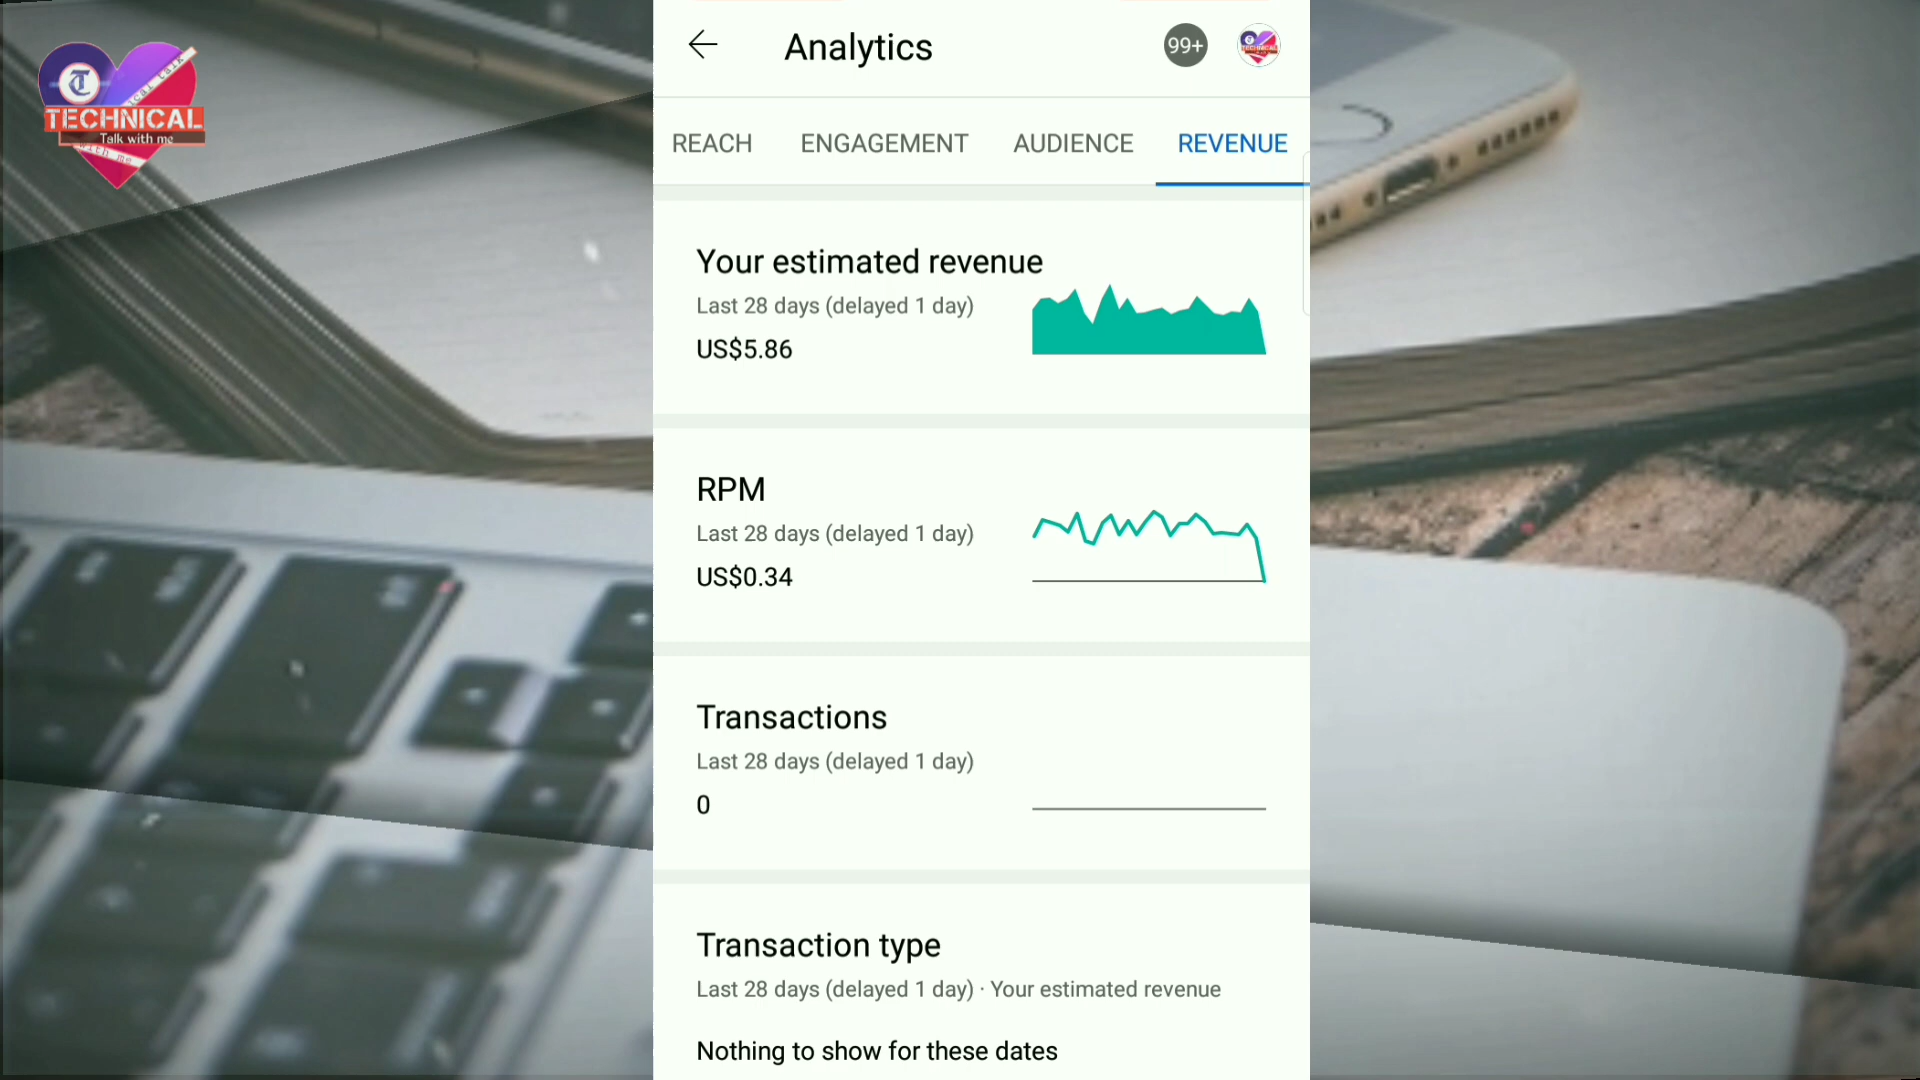 TECHNICAL
Talk with me
Analytics
99+
REACH ENGAGEMENT AUDIENCE REVENUE
Your estimated revenue
Last 28 days (delayed 1 day)
US$5.86
RPM
Last 28 days (delayed 1 day)
US$0.34
Transactions
Last 28 days (delayed 1 day)
0
Transaction type
Last 28 days (delayed 1 day) · Your estimated revenue
Nothing to show for these dates